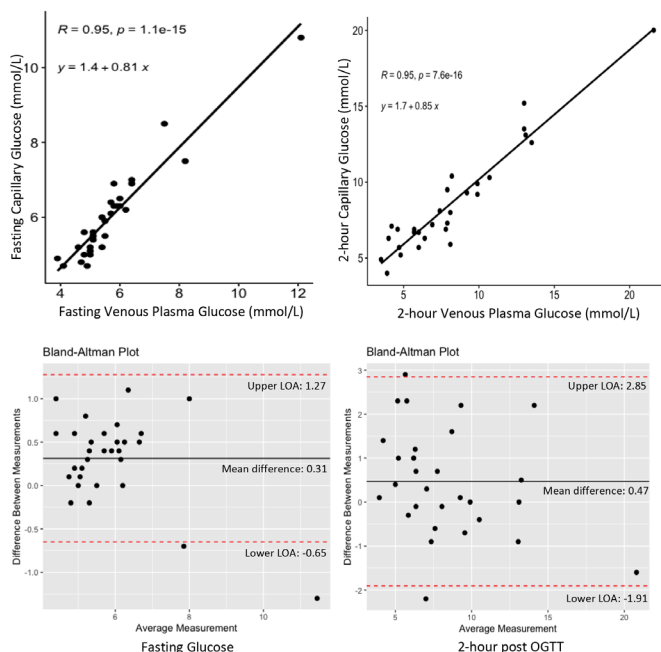 R = 0.95, p = 1.1e-15
y = 1.4 + 0.81 x
Fasting Capillary Glucose (mmol/L)
10
8
6
4
6
8
10
12
Fasting Venous Plasma Glucose (mmol/L)
R = 0.95, p = 7.6e-16
y = 1.7 + 0.85 x
2-hour Capillary Glucose (mmol/L)
20
15
10
5
5
10
15
20
2-hour Venous Plasma Glucose (mmol/L)
Bland-Altman Plot
Difference Between Measurements
1.0
0.5
0.0
-0.5
-1.0
Upper LOA: 1.27
Mean difference: 0.31
Lower LOA: -0.65
6
8
10
Average Measurement
Fasting Glucose
Bland-Altman Plot
Difference Between Measurements
3
2
1
0
-1
-2
Upper LOA: 2.85
Mean difference: 0.47
Lower LOA: -1.91
5
10
15
20
Average Measurement
2-hour post OGTT